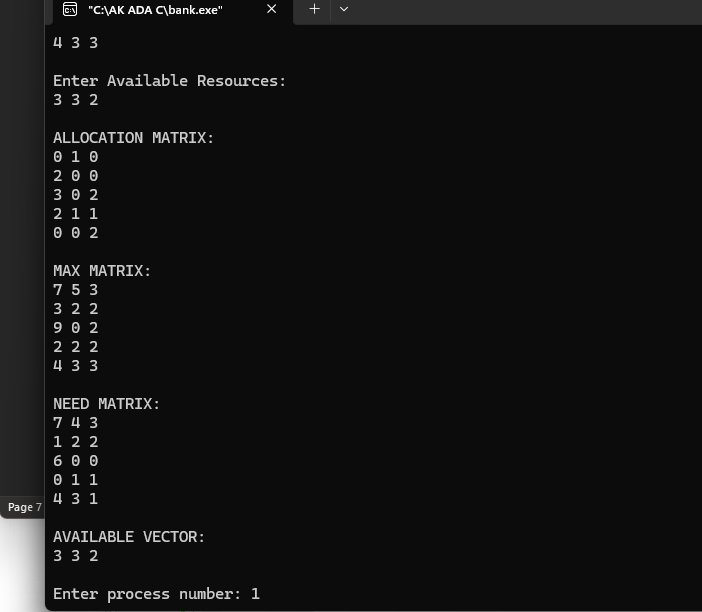 "C:\AK ADA C\bank.exe"
4 3 3
Enter Available Resources:
3 3 2
ALLOCATION MATRIX:
0 1 0
2 0 0
3 0 2
2 1 1
0 0 2
MAX MATRIX:
7 5 3
3 2 2
9 0 2
2 2 2
4 3 3
NEED MATRIX:
7 4 3
1 2 2
6 0 0
0 1 1
4 3 1
AVAILABLE VECTOR:
3 3 2
Enter process number: 1
Page 7